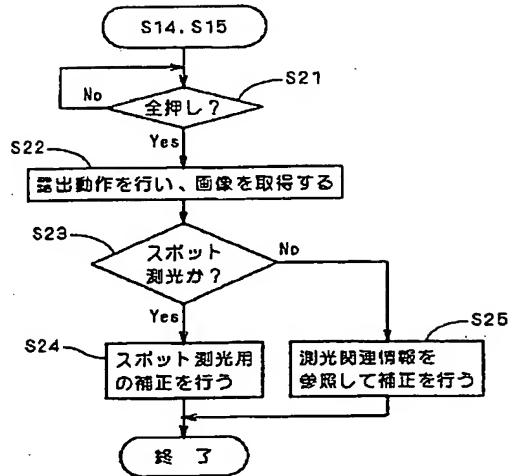 S14.S15
S21
No
全押し?
Yes
S22
露出動作を行い、画像を取得する
S23
スポット
測光か?
No
Yes
S24
スポット測光用
の補正を行う
S25
測光関連情報を
参照して補正を行う
終 了